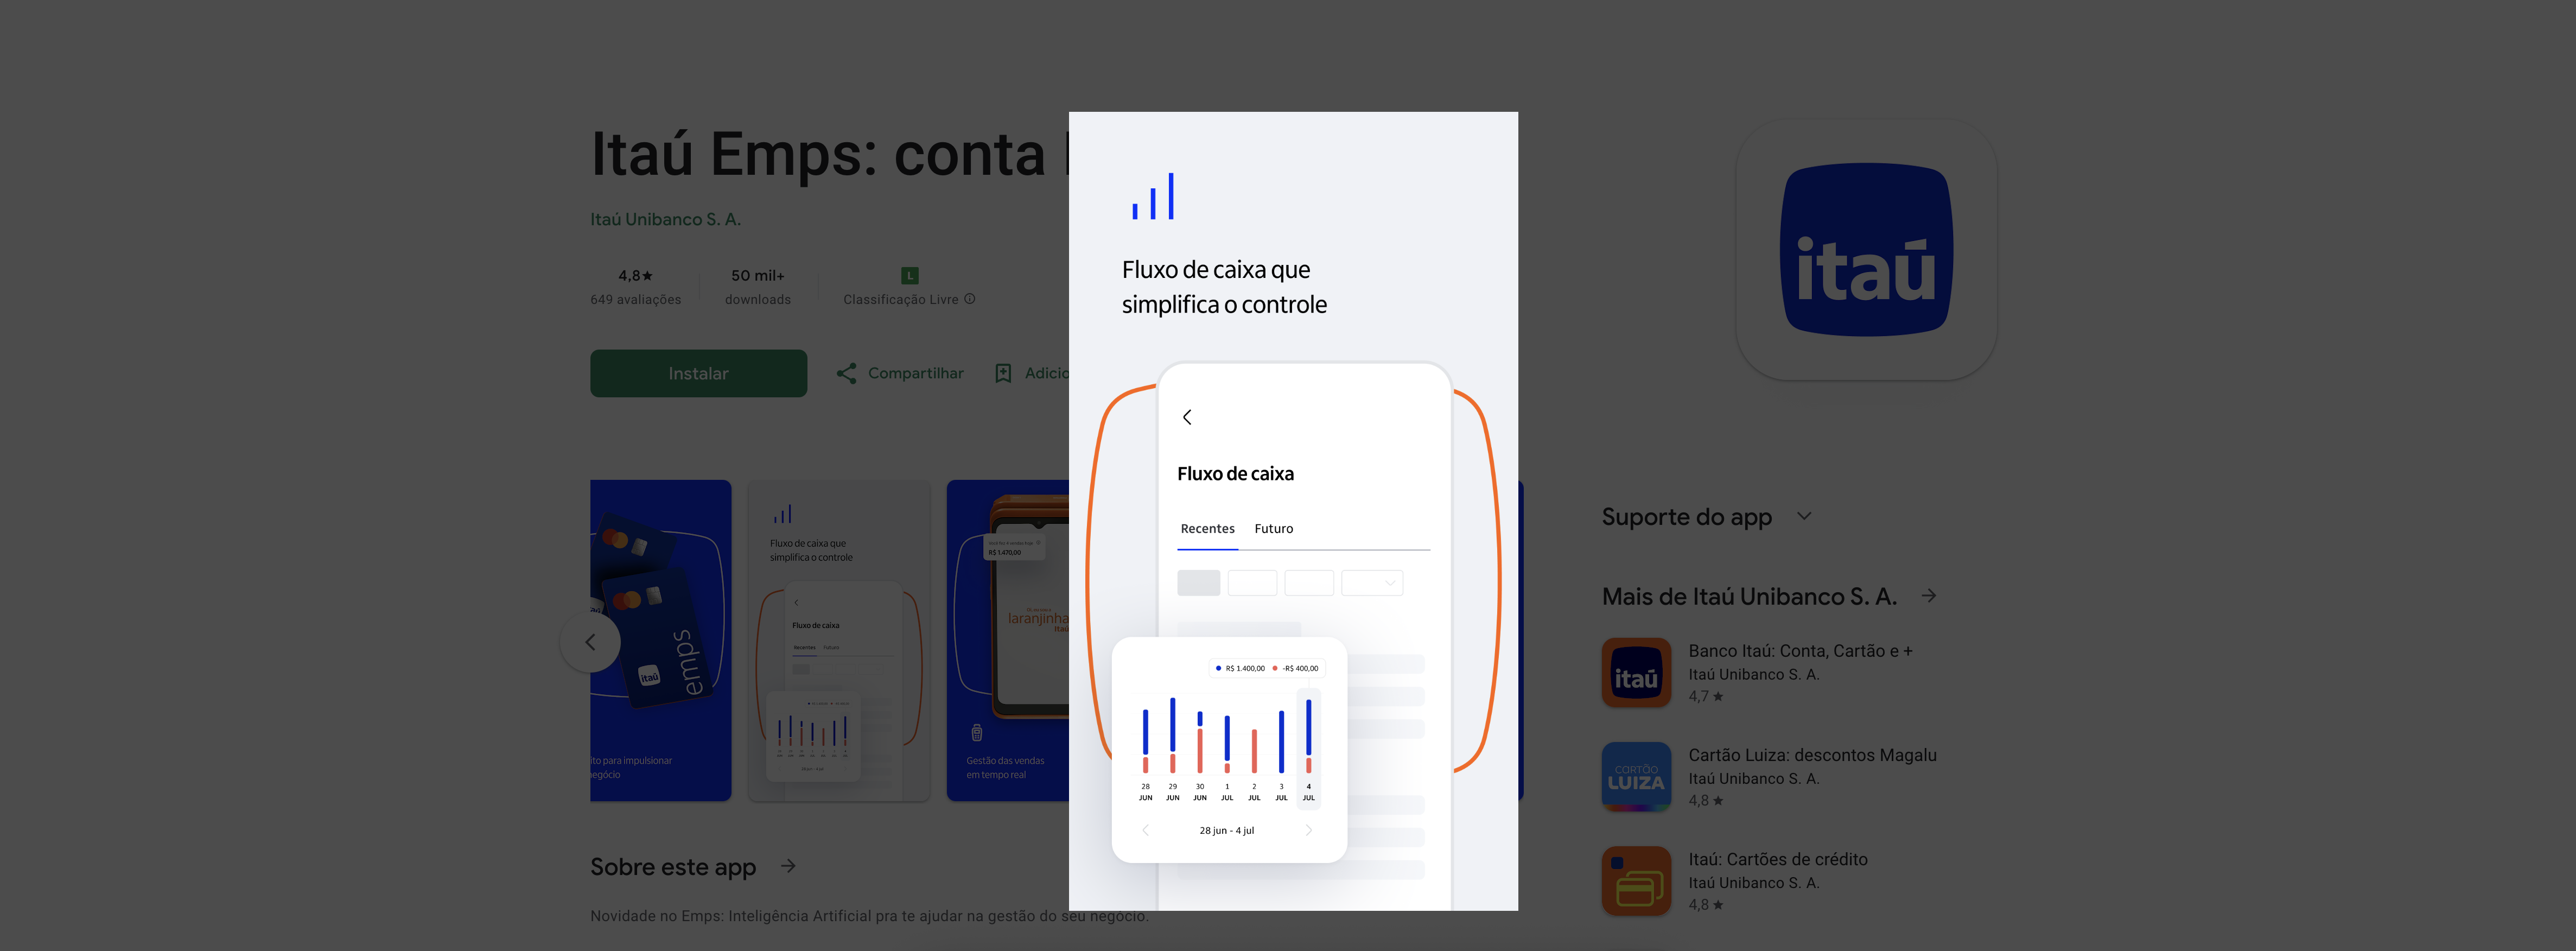 Itaú Emps: conta
Itaú Unibanco S. A.
4,8★
649 avaliações
50 mil+
downloads
L
Classificação Livre
Instalar
Compartilhar
Adicio
itaú
emps
ito para impulsionar
negócio
Fluxo de caixa que
simplifica o controle
Fluxo de caixa
Recentes Futuro
R$ 1.470,00
laranjinha
Gestão das vendas
em tempo real
Sobre este app
Novidade no Emps: Inteligência Artificial pra te ajudar na gestão do seu negócio.
Fluxo de caixa que
simplifica o controle
Fluxo de caixa
Recentes Futuro
R$ 1.400,00 -R$ 400,00
28 29 30 1 2 3 4
JUN JUN JUN JUL JUL JUL JUL
28 jun - 4 jul
itaú
Suporte do app
Mais de Itaú Unibanco S. A.
itaú
Banco Itaú: Conta, Cartão e +
Itaú Unibanco S. A.
4,7★
CARTÃO
LUIZA
Cartão Luiza: descontos Magalu
Itaú Unibanco S. A.
4,8★
Itaú: Cartões de crédito
Itaú Unibanco S. A.
4,8★